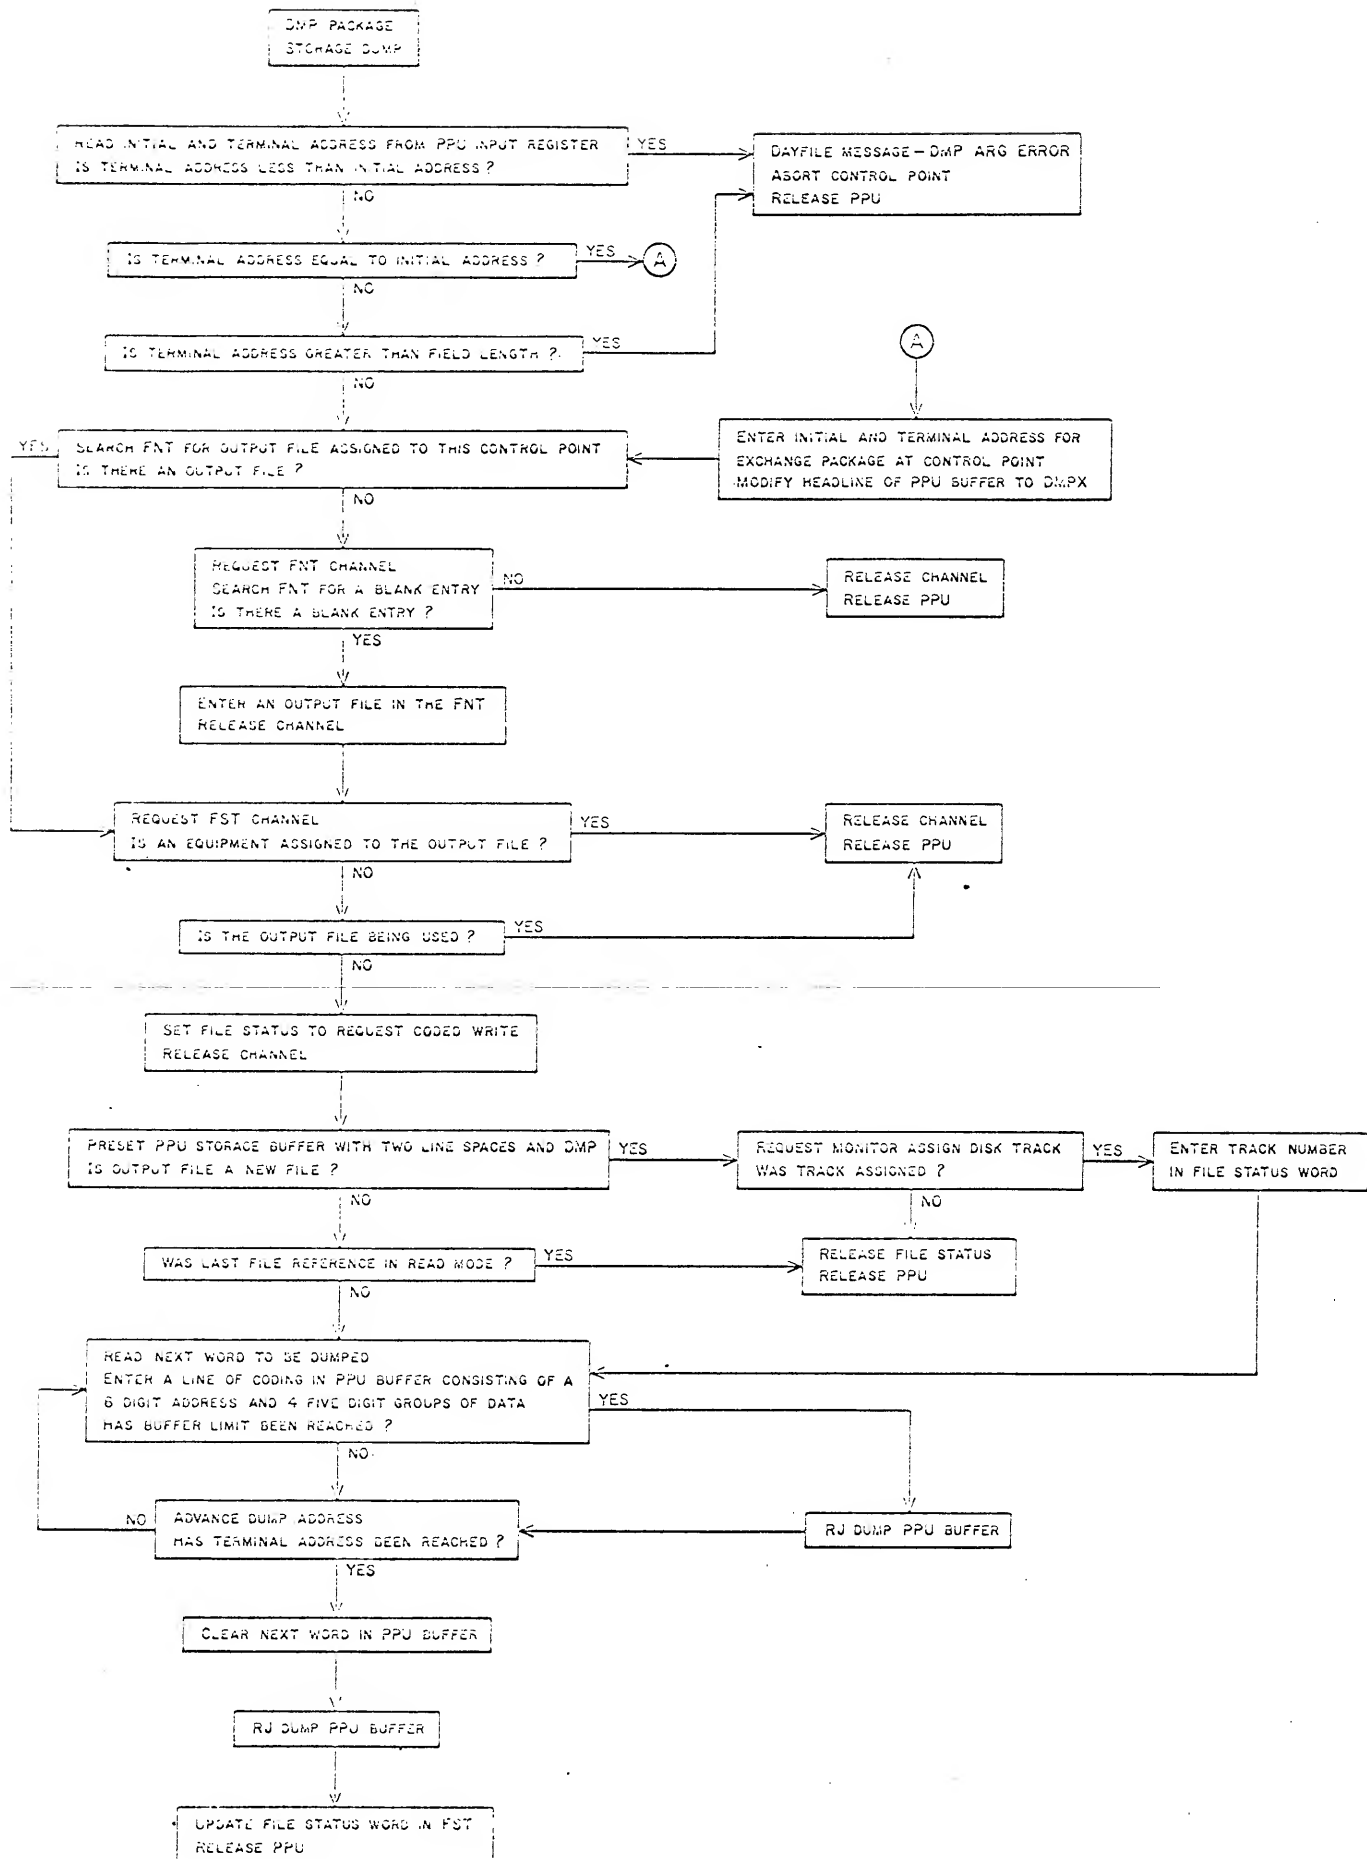 DMP PACKAGE
STORAGE DUMP
READ INITIAL AND TERMINAL ADDRESS FROM PPU INPUT REGISTER
IS TERMINAL ADDRESS LESS THAN INITIAL ADDRESS ?
YES
DAYFILE MESSAGE – DMP ARG ERROR
ABORT CONTROL POINT
RELEASE PPU
NO
IS TERMINAL ADDRESS EQUAL TO INITIAL ADDRESS ?
YES
A
NO
IS TERMINAL ADDRESS GREATER THAN FIELD LENGTH ?
YES
A
NO
YES
SEARCH FNT FOR OUTPUT FILE ASSIGNED TO THIS CONTROL POINT
IS THERE AN OUTPUT FILE ?
ENTER INITIAL AND TERMINAL ADDRESS FOR
EXCHANGE PACKAGE AT CONTROL POINT
MODIFY HEADLINE OF PPU BUFFER TO DMPX
NO
REQUEST FNT CHANNEL
SEARCH FNT FOR A BLANK ENTRY
IS THERE A BLANK ENTRY ?
NO
RELEASE CHANNEL
RELEASE PPU
YES
ENTER AN OUTPUT FILE IN THE FNT
RELEASE CHANNEL
REQUEST FST CHANNEL
IS AN EQUIPMENT ASSIGNED TO THE OUTPUT FILE ?
YES
RELEASE CHANNEL
RELEASE PPU
NO
IS THE OUTPUT FILE BEING USED ?
YES
NO
SET FILE STATUS TO REQUEST CODED WRITE
RELEASE CHANNEL
PRESET PPU STORAGE BUFFER WITH TWO LINE SPACES AND DMP
IS OUTPUT FILE A NEW FILE ?
YES
REQUEST MONITOR ASSIGN DISK TRACK
WAS TRACK ASSIGNED ?
YES
ENTER TRACK NUMBER
IN FILE STATUS WORD
NO
NO
WAS LAST FILE REFERENCE IN READ MODE ?
YES
RELEASE FILE STATUS
RELEASE PPU
NO
READ NEXT WORD TO BE DUMPED
ENTER A LINE OF CODING IN PPU BUFFER CONSISTING OF A
6 DIGIT ADDRESS AND 4 FIVE DIGIT GROUPS OF DATA
HAS BUFFER LIMIT BEEN REACHED ?
YES
NO
NO
ADVANCE DUMP ADDRESS
HAS TERMINAL ADDRESS BEEN REACHED ?
RJ DUMP PPU BUFFER
YES
CLEAR NEXT WORD IN PPU BUFFER
RJ DUMP PPU BUFFER
UPDATE FILE STATUS WORD IN FST
RELEASE PPU